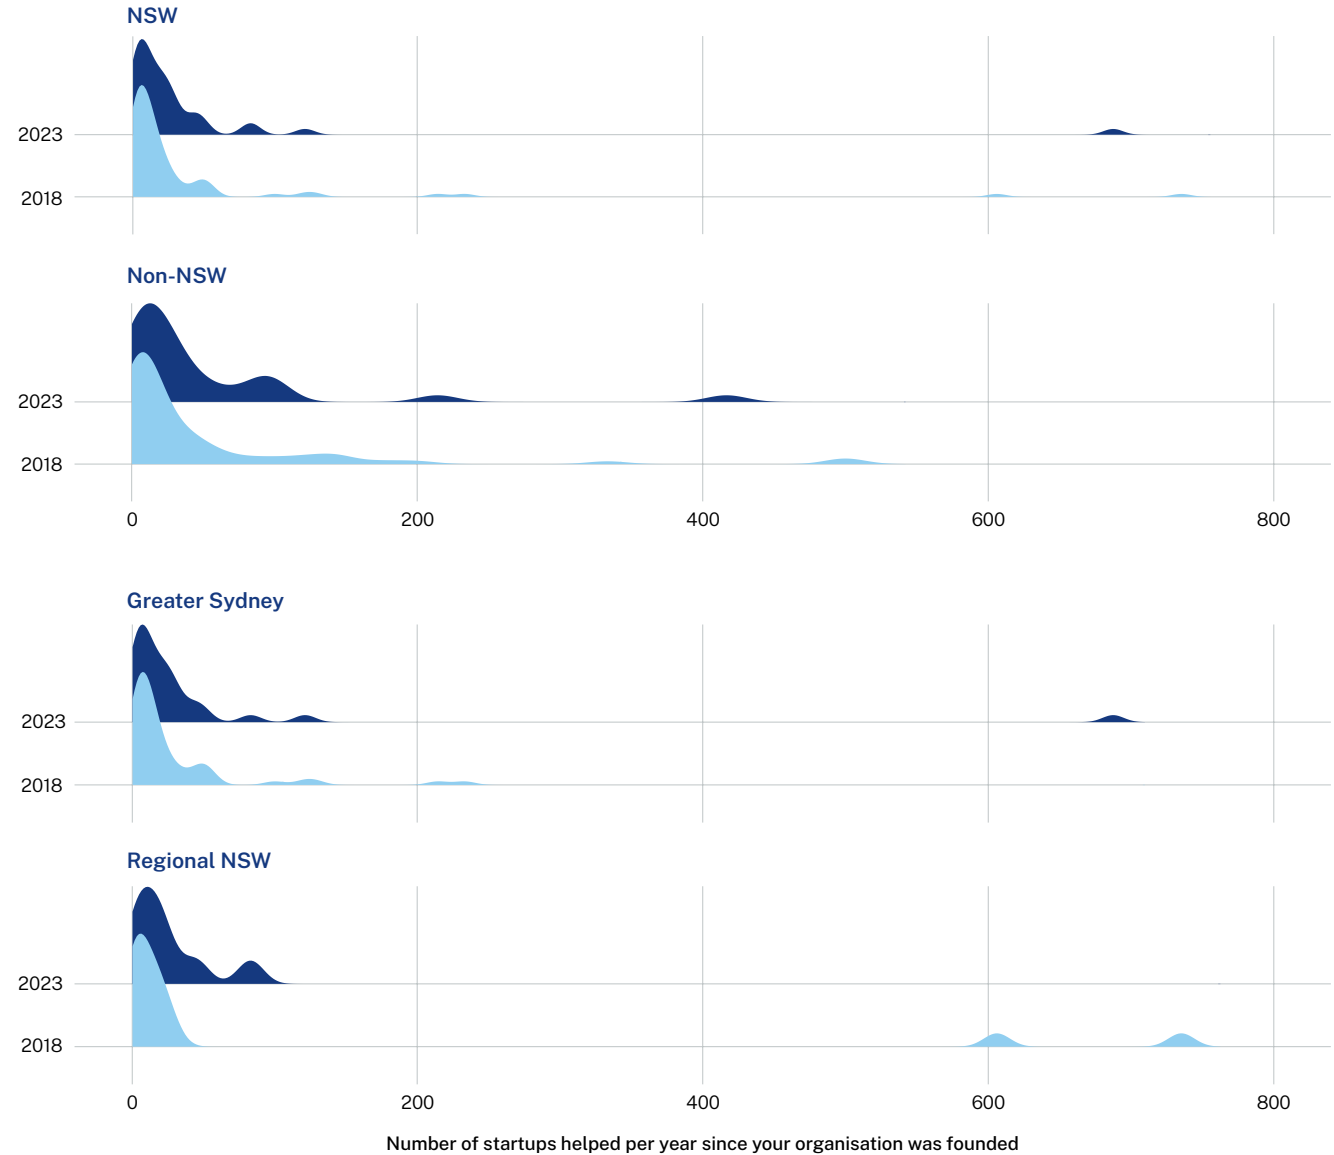 NSW
2023
2018
Non-NSW
2023
2018
0 200 400 600 800
Greater Sydney
2023
2018
Regional NSW
2023
2018
0 200 400 600 800
Number of startups helped per year since your organisation was founded